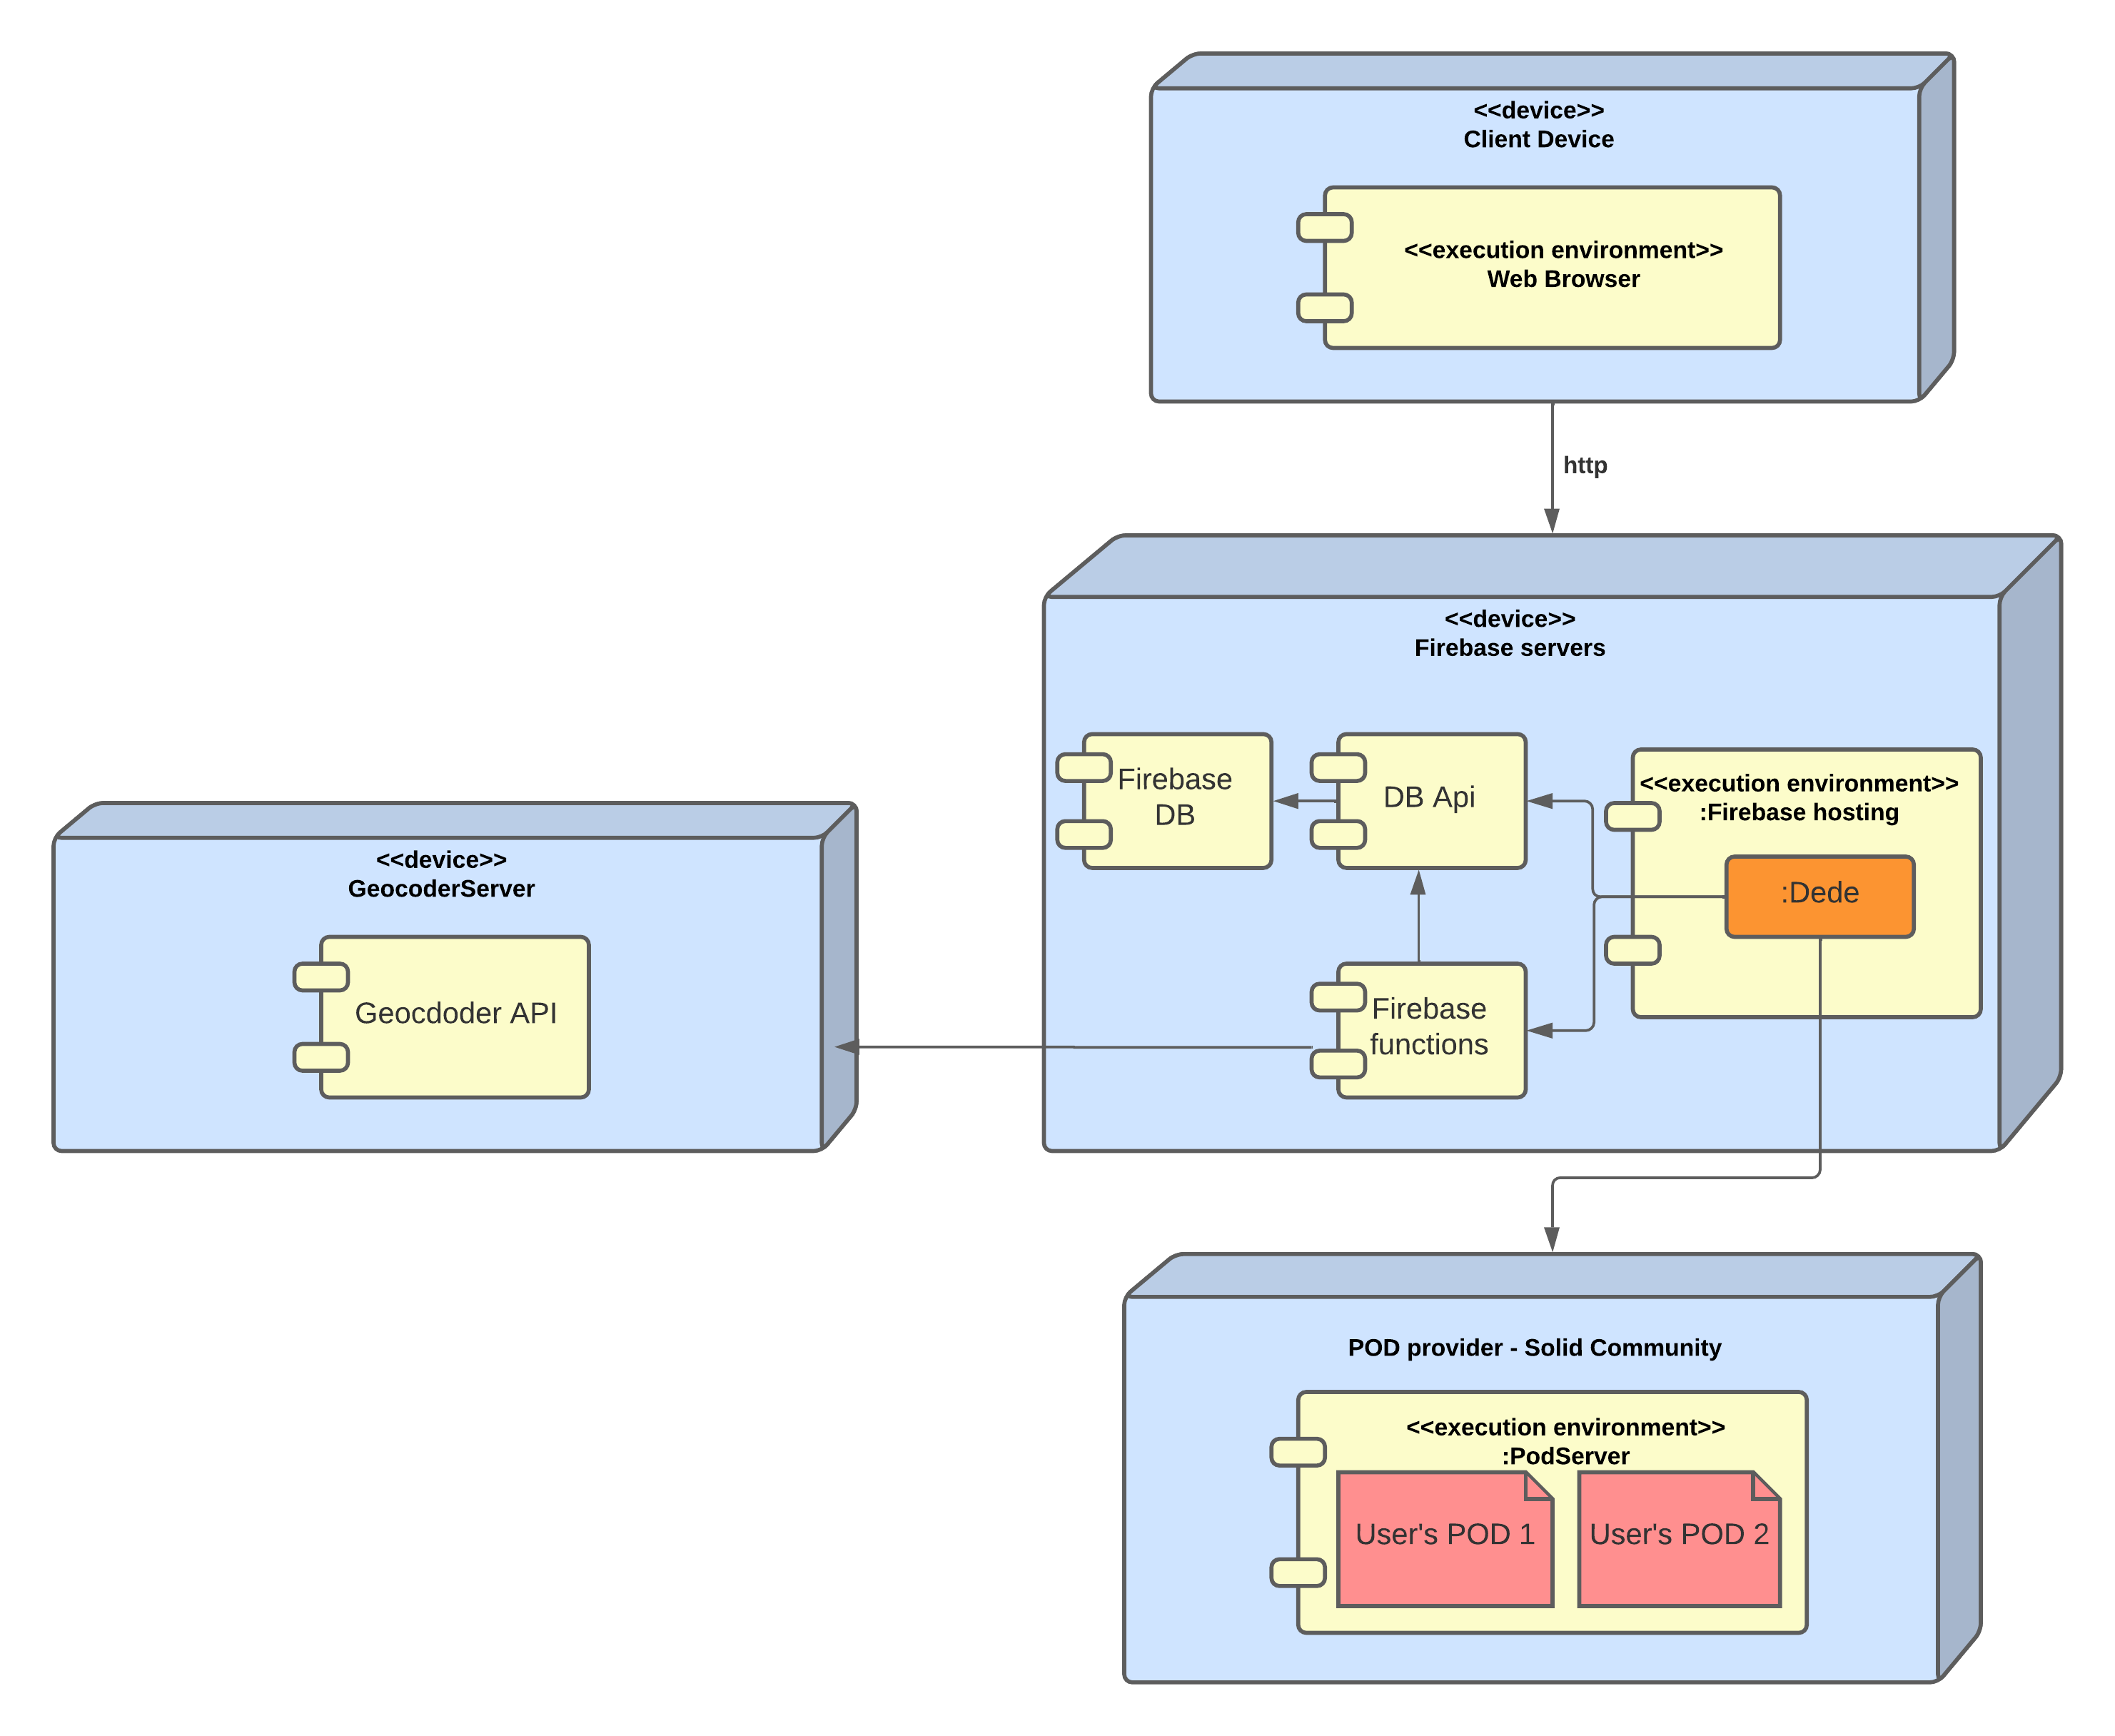 <<device>>
Client Device
<<execution environment>>
Web Browser
http
<<device>>
Firebase servers
Firebase
DB
DB Api
<<execution environment>>
:Firebase hosting
:Dede
Firebase
functions
<<device>>
GeocoderServer
Geocdoder API
POD provider - Solid Community
<<execution environment>>
:PodServer
User's POD 1
User's POD 2